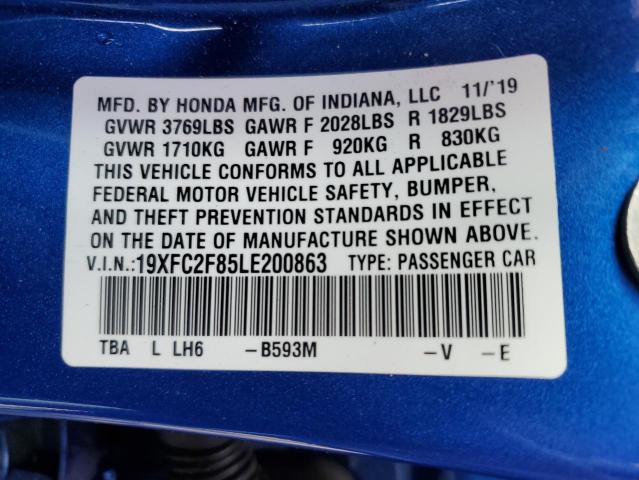 MFD. BY HONDA MFG. OF INDIANA, LLC 11/'19
GVWR 3769LBS GAWR F 2028LBS R 1829LBS
GVWR 1710KG GAWR F 920KG R 830KG
THIS VEHICLE CONFORMS TO ALL APPLICABLE
FEDERAL MOTOR VEHICLE SAFETY, BUMPER,
AND THEFT PREVENTION STANDARDS IN EFFECT
ON THE DATE OF MANUFACTURE SHOWN ABOVE.
V.I.N.:19XFC2F85LE200863 TYPE: PASSENGER CAR
TBA L LH6 -B593M -V -E